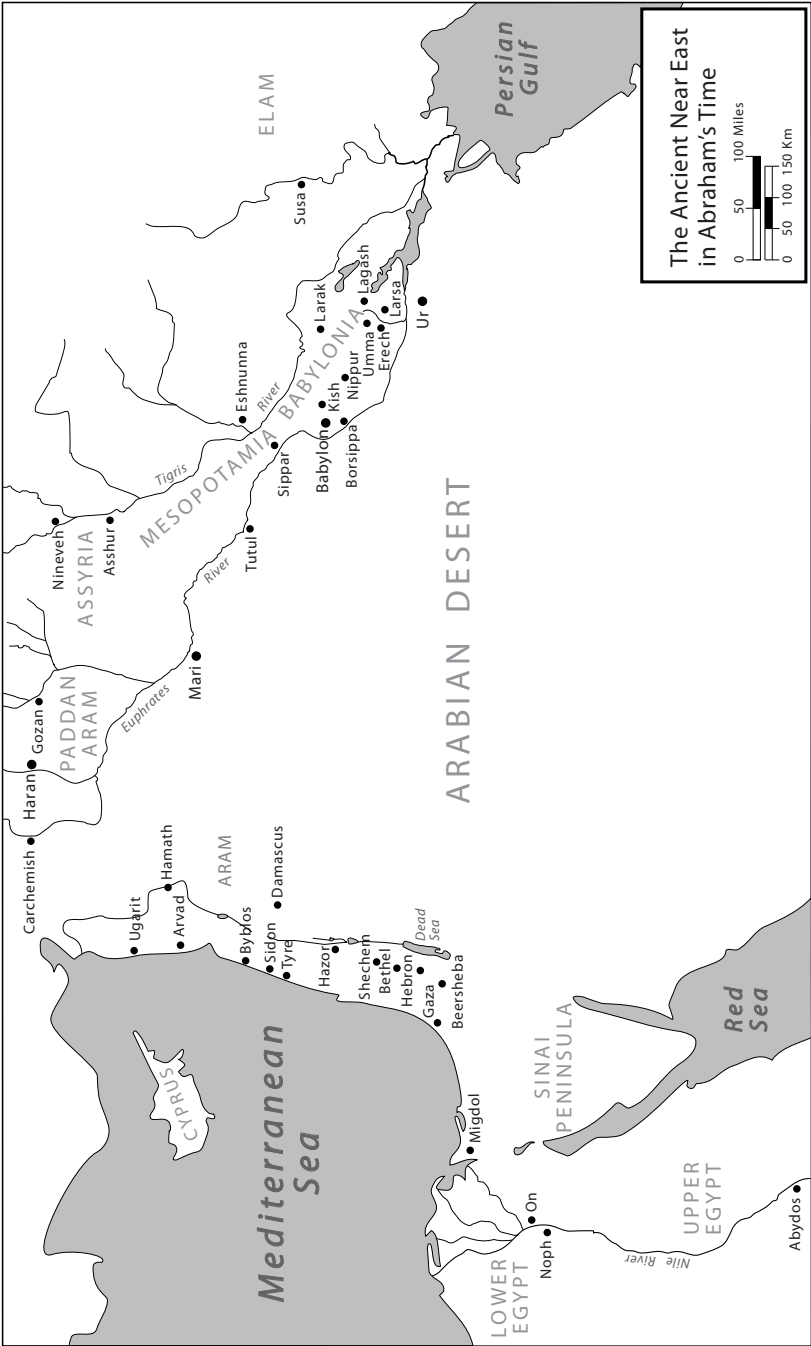 The Ancient Near East
in Abraham's Time
0
50
100 Miles
0
50
100
150 Km
Carchemish
Haran
Gozan
PADDAN
ARAM
Nineveh
ASSYRIA
Asshur
Tigris
River
MESOPOTAMIA
Eshnunna
ELAM
Susa
Euphrates
River
Mari
Tutul
Sippar
BABYLONIA
Babylon
Kish
Borsippa
Nippur
Larak
Umma
Erech
Lagash
Larsa
Ur
Persian
Gulf
CYPRUS
Ugarit
Hamath
Arvad
ARAM
Byblos
Sidon
Tyre
Damascus
Hazor
Shechem
Bethel
Hebron
Gaza
Beersheba
Dead
Sea
Mediterranean
Sea
ARABIAN DESERT
Migdol
SINAI
PENINSULA
Red
Sea
LOWER
EGYPT
On
Noph
Nile River
UPPER
EGYPT
Abydos